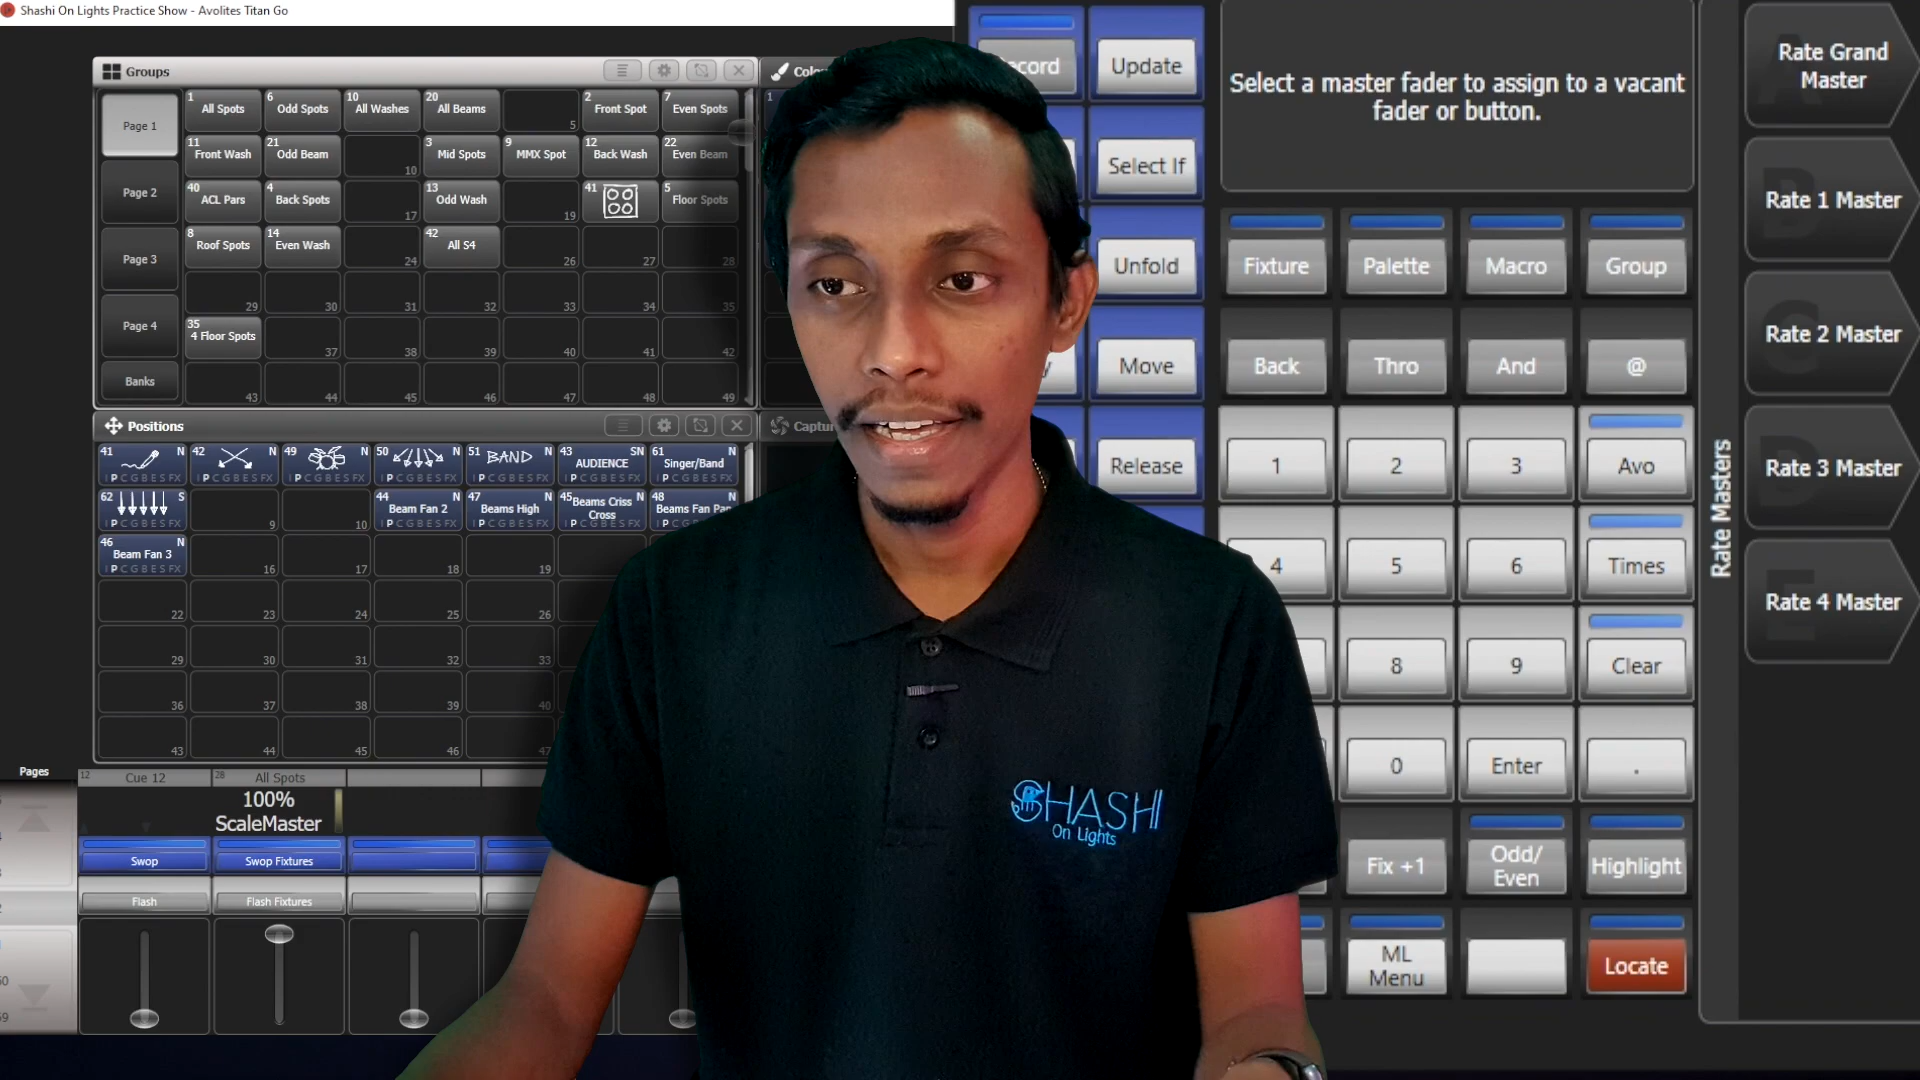 Shashi On Lights Practice Show - Avolites Titan Go
Groups
Page 1
Page 2
Page 3
Page 4
Banks
1 All Spots
6 Odd Spots
10 All Washes
20 All Beams
5
2 Front Spot
7 Even Spots
11 Front Wash
21 Odd Beam
10
3 Mid Spots
9 MMX Spot
12 Back Wash
22 Even Beam
40 ACL Pars
4 Back Spots
17
13 Odd Wash
19
41
5 Floor Spots
8 Roof Spots
14 Even Wash
24
42 All S4
26
27
28
29
30
31
32
33
34
35
35 4 Floor Spots
37
38
39
40
41
42
43
44
45
46
47
48
49
Positions
41 N
42 N
49 N
50 N
51 BAND N
43 AUDIENCE SN
61 Singer/Band N
62 S
9
10
44 Beam Fan 2 N
47 Beams High N
45 Beams Criss Cross N
48 Beams Fan N
46 Beam Fan 3 N
16
17
18
19
22
23
24
25
26
29
30
31
32
33
36
37
38
39
40
43
44
45
46
47
Pages
12 Cue 12
28 All Spots
100%
ScaleMaster
Swop
Swop Fixtures
Flash
Flash Fixtures
Update
Select If
Unfold
Move
Release
Select a master fader to assign to a vacant
fader or button.
Fixture
Palette
Macro
Group
Back
Thro
And
@
1
2
3
Avo
4
5
6
Times
8
9
Clear
0
Enter
.
Fix +1
Odd/
Even
Highlight
ML
Menu
Locate
Rate Masters
Rate Grand
Master
Rate 1 Master
Rate 2 Master
Rate 3 Master
Rate 4 Master
SHASHI
On Lights